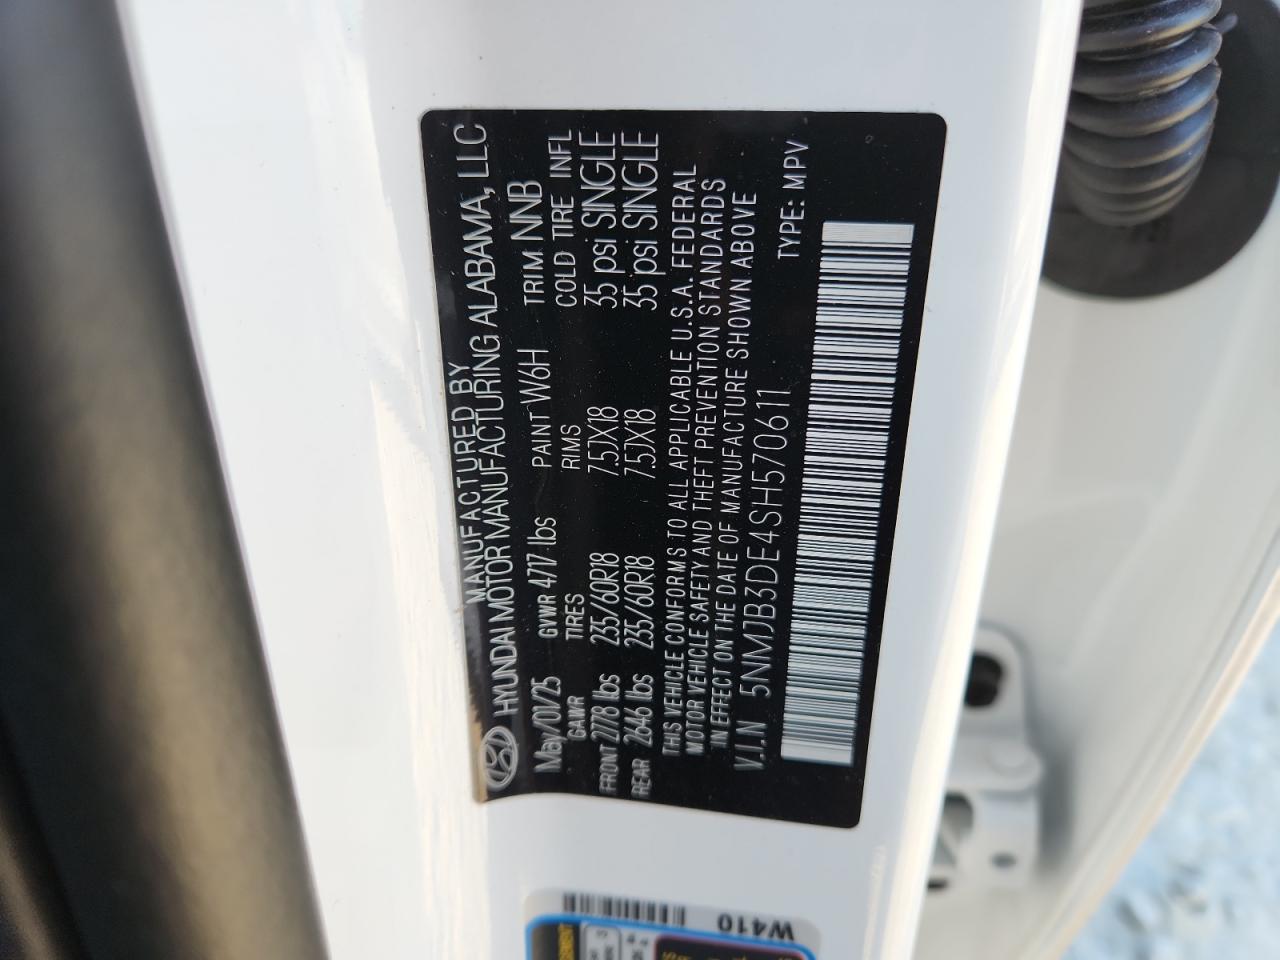 MANUFACTURED BY
HYUNDAI MOTOR MANUFACTURING ALABAMA, LLC
May/01/25 GVWR 4717 lbs PAINT W6H TRIM NNB
GAWR TIRES RIMS COLD TIRE INFL
FRONT 2778 lbs 235/60R18 7.5JX18 35 psi SINGLE
REAR 2646 lbs 235/60R18 7.5JX18 35 psi SINGLE
THIS VEHICLE CONFORMS TO ALL APPLICABLE U.S.A. FEDERAL
MOTOR VEHICLE SAFETY AND THEFT PREVENTION STANDARDS
IN EFFECT ON THE DATE OF MANUFACTURE SHOWN ABOVE
V.I.N 5NMJB3DE4SH570611
TYPE: MPV
W410